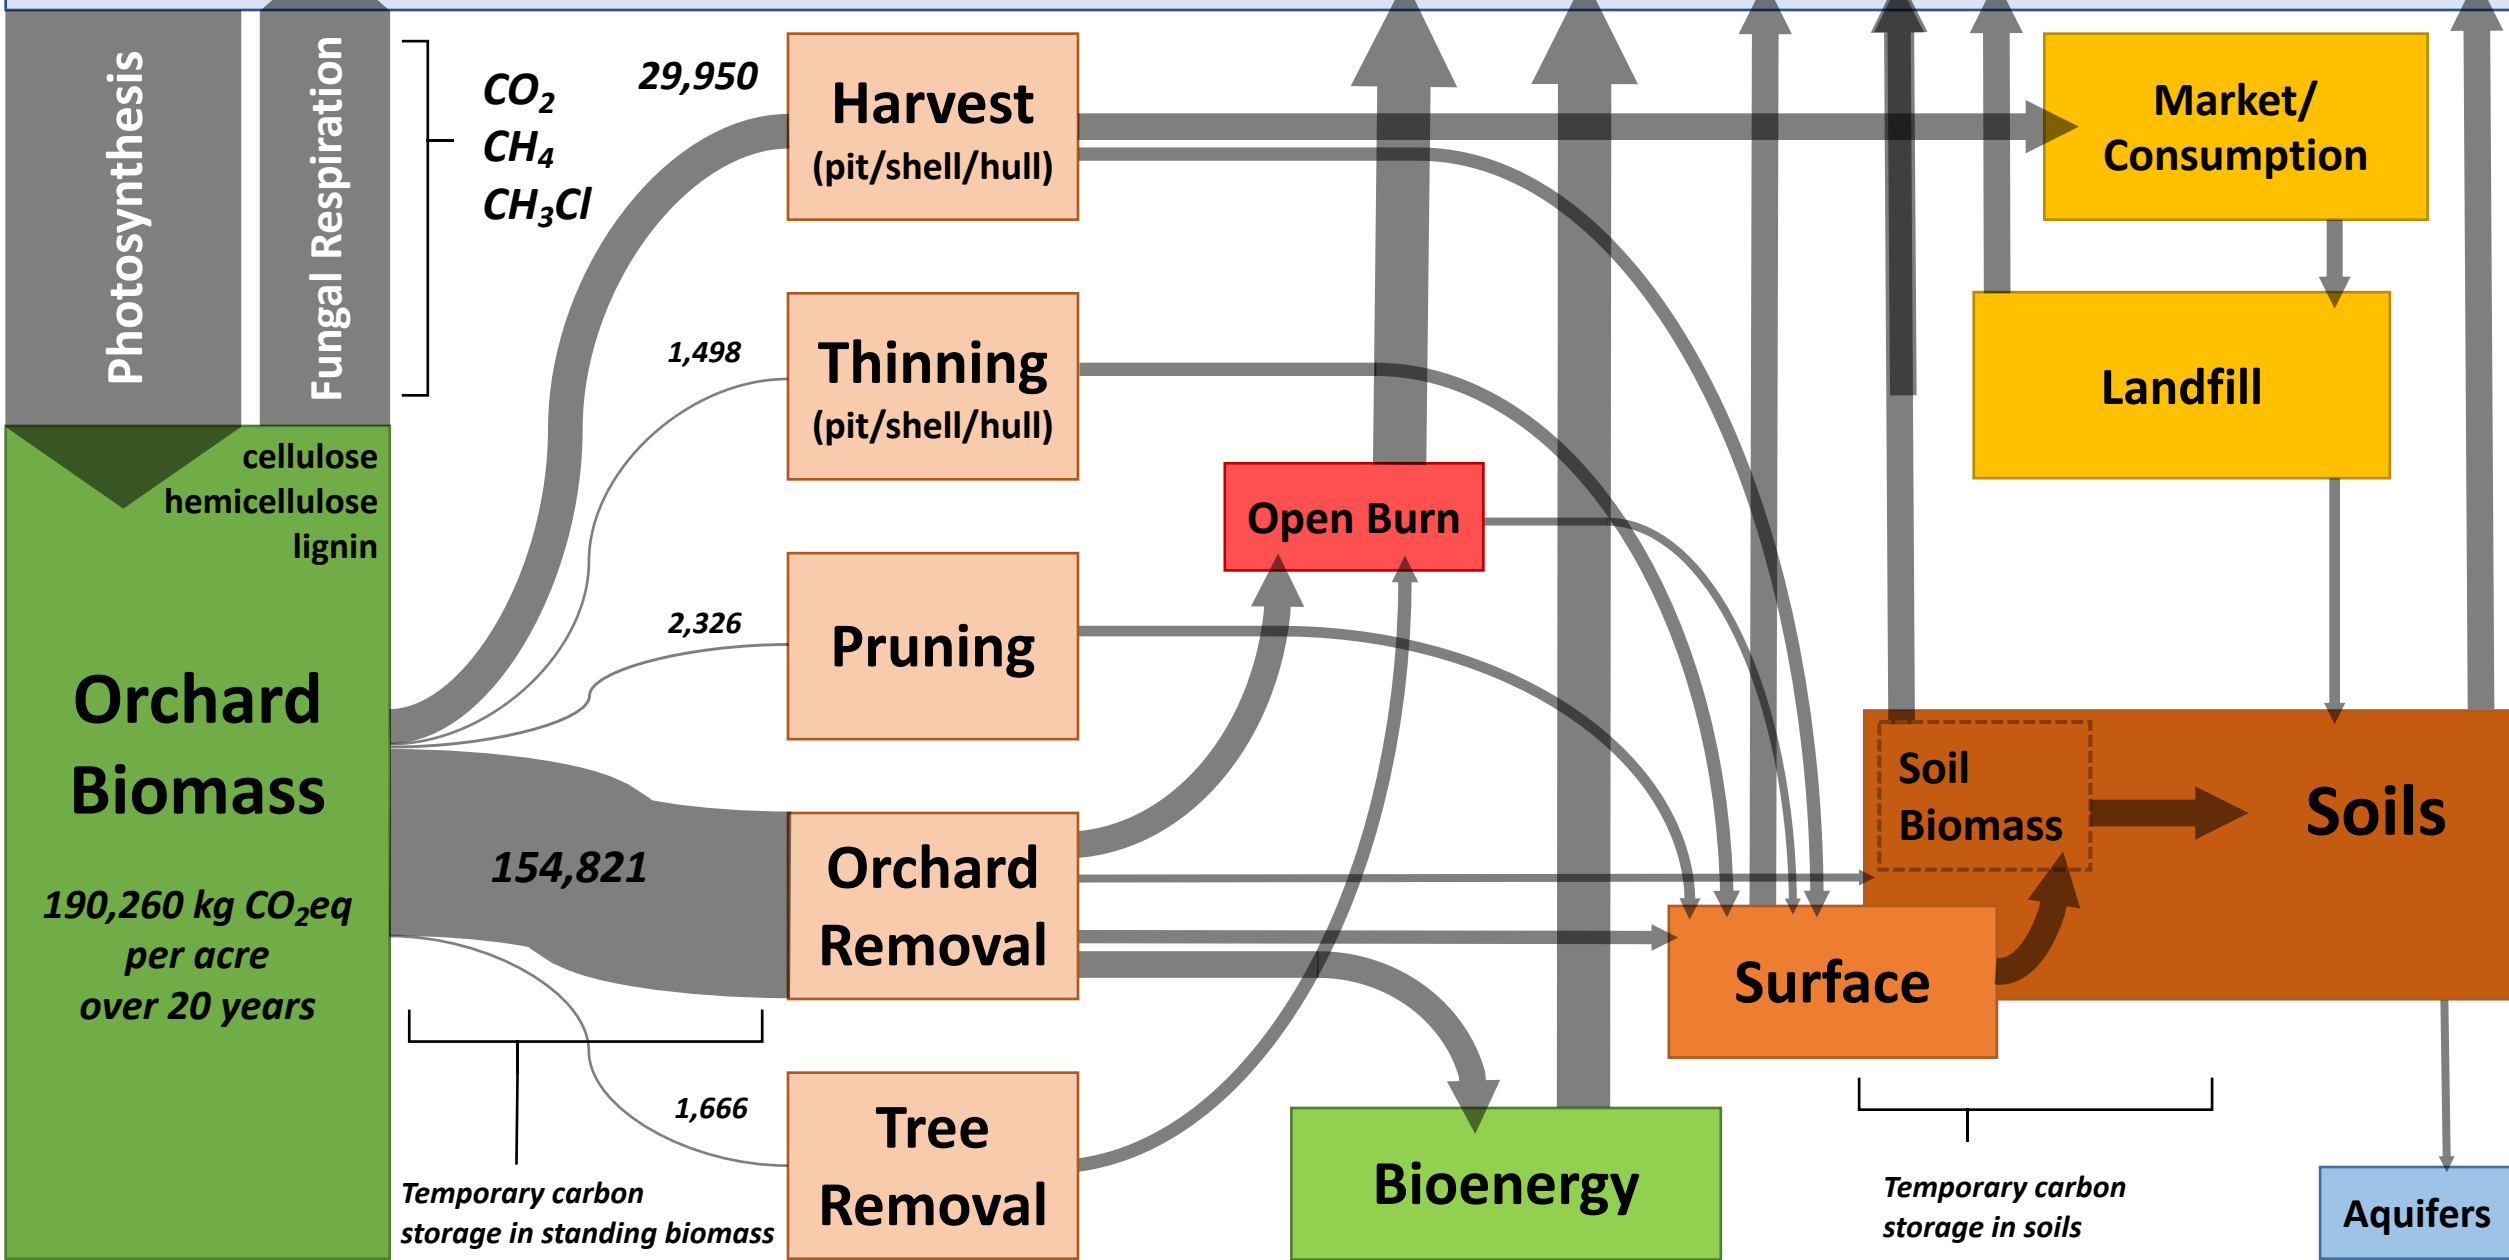 Photosynthesis
Fungal Respiration
CO₂
CH₄
CH₃Cl
29,950
Harvest
(pit/shell/hull)
Market/
Consumption
1,498
Thinning
(pit/shell/hull)
Landfill
cellulose
hemicellulose
lignin
Open Burn
2,326
Pruning
Orchard
Biomass
190,260 kg CO₂eq
per acre
over 20 years
154,821
Orchard
Removal
Soil
Biomass
Soils
Surface
1,666
Tree
Removal
Temporary carbon
storage in standing biomass
Bioenergy
Temporary carbon
storage in soils
Aquifers